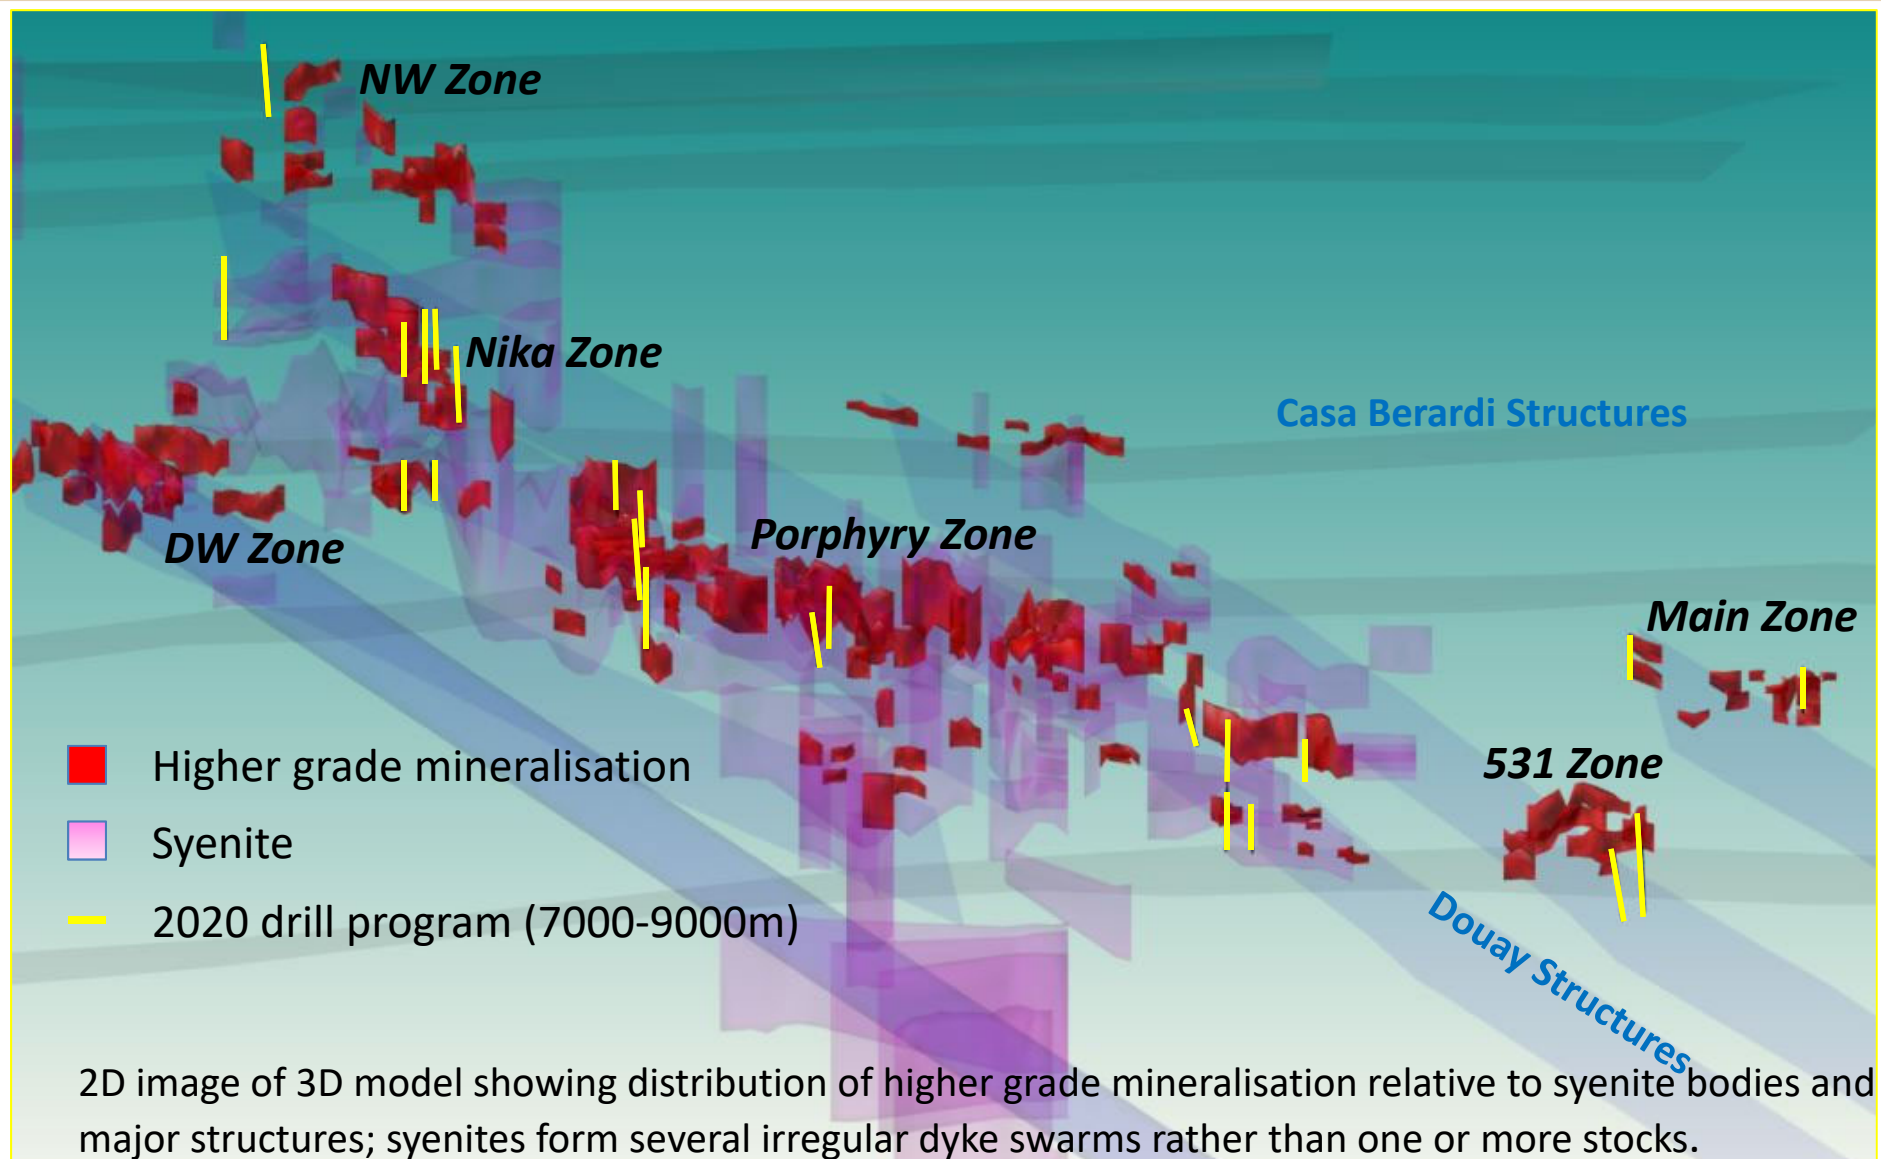 NW Zone
Nika Zone
Casa Berardi Structures
DW Zone
Porphyry Zone
Main Zone
531 Zone
Higher grade mineralisation
Syenite
2020 drill program (7000-9000m)
Douay Structures
2D image of 3D model showing distribution of higher grade mineralisation relative to syenite bodies and
major structures; syenites form several irregular dyke swarms rather than one or more stocks.